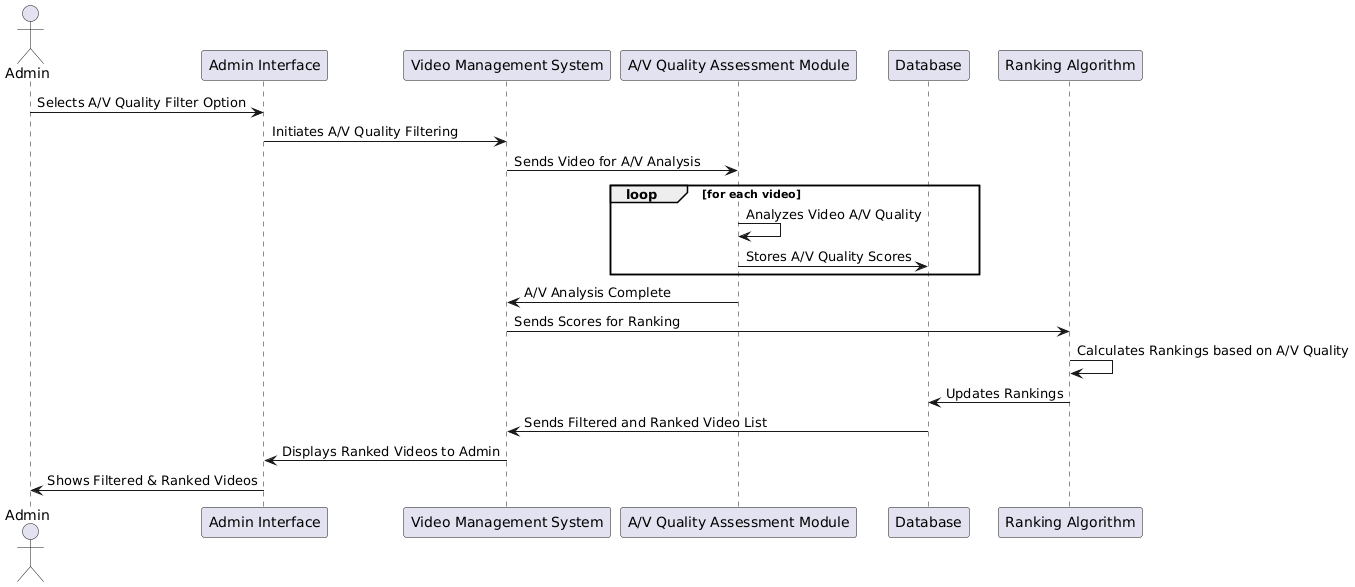 Admin
Admin Interface
Video Management System
A/V Quality Assessment Module
Database
Ranking Algorithm
Selects A/V Quality Filter Option
Initiates A/V Quality Filtering
Sends Video for A/V Analysis
loop
[for each video]
Analyzes Video A/V Quality
Stores A/V Quality Scores
A/V Analysis Complete
Sends Scores for Ranking
Calculates Rankings based on A/V Quality
Updates Rankings
Sends Filtered and Ranked Video List
Displays Ranked Videos to Admin
Shows Filtered & Ranked Videos
Admin
Admin Interface
Video Management System
A/V Quality Assessment Module
Database
Ranking Algorithm